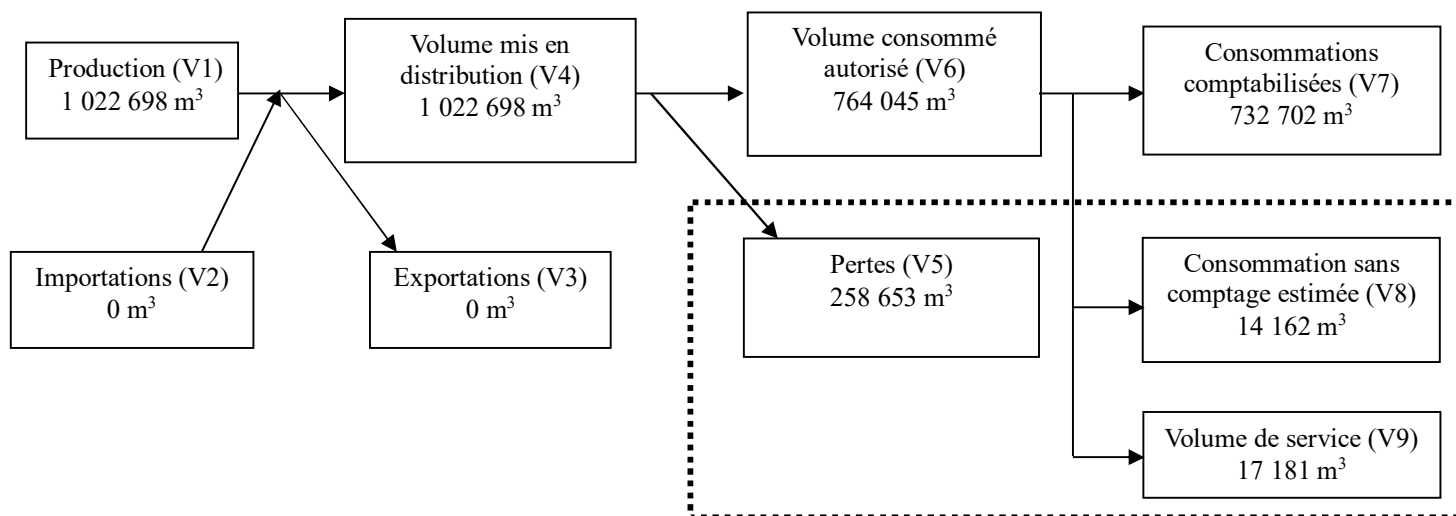 Production (V1)
1 022 698 m³
Volume mis en
distribution (V4)
1 022 698 m³
Volume consommé
autorisé (V6)
764 045 m³
Consommations
comptabilisées (V7)
732 702 m³
Importations (V2)
0 m³
Exportations (V3)
0 m³
Pertes (V5)
258 653 m³
Consommation sans
comptage estimée (V8)
14 162 m³
Volume de service (V9)
17 181 m³